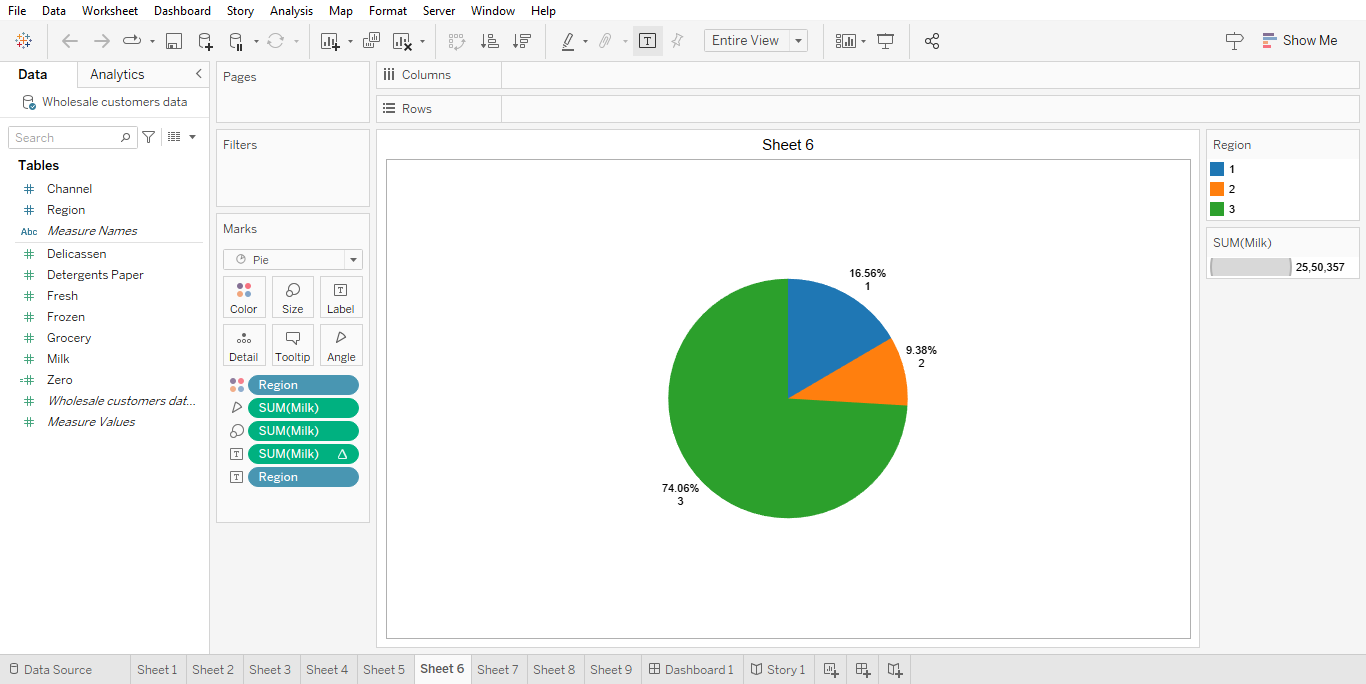 File Data Worksheet Dashboard Story Analysis Map Format Server Window Help
Entire View
Show Me
Data Analytics
Wholesale customers data
Search
Tables
# Channel
# Region
Abc Measure Names
# Delicassen
# Detergents Paper
# Fresh
# Frozen
# Grocery
# Milk
=# Zero
# Wholesale customers dat...
# Measure Values
Pages
Filters
Marks
Pie
Color Size Label
Detail Tooltip Angle
Region
SUM(Milk)
SUM(Milk)
T SUM(Milk) Δ
T Region
Columns
Rows
Sheet 6
16.56%
1
9.38%
2
74.06%
3
Region
1
2
3
SUM(Milk)
25,50,357
Data Source Sheet 1 Sheet 2 Sheet 3 Sheet 4 Sheet 5 Sheet 6 Sheet 7 Sheet 8 Sheet 9 Dashboard 1 Story 1